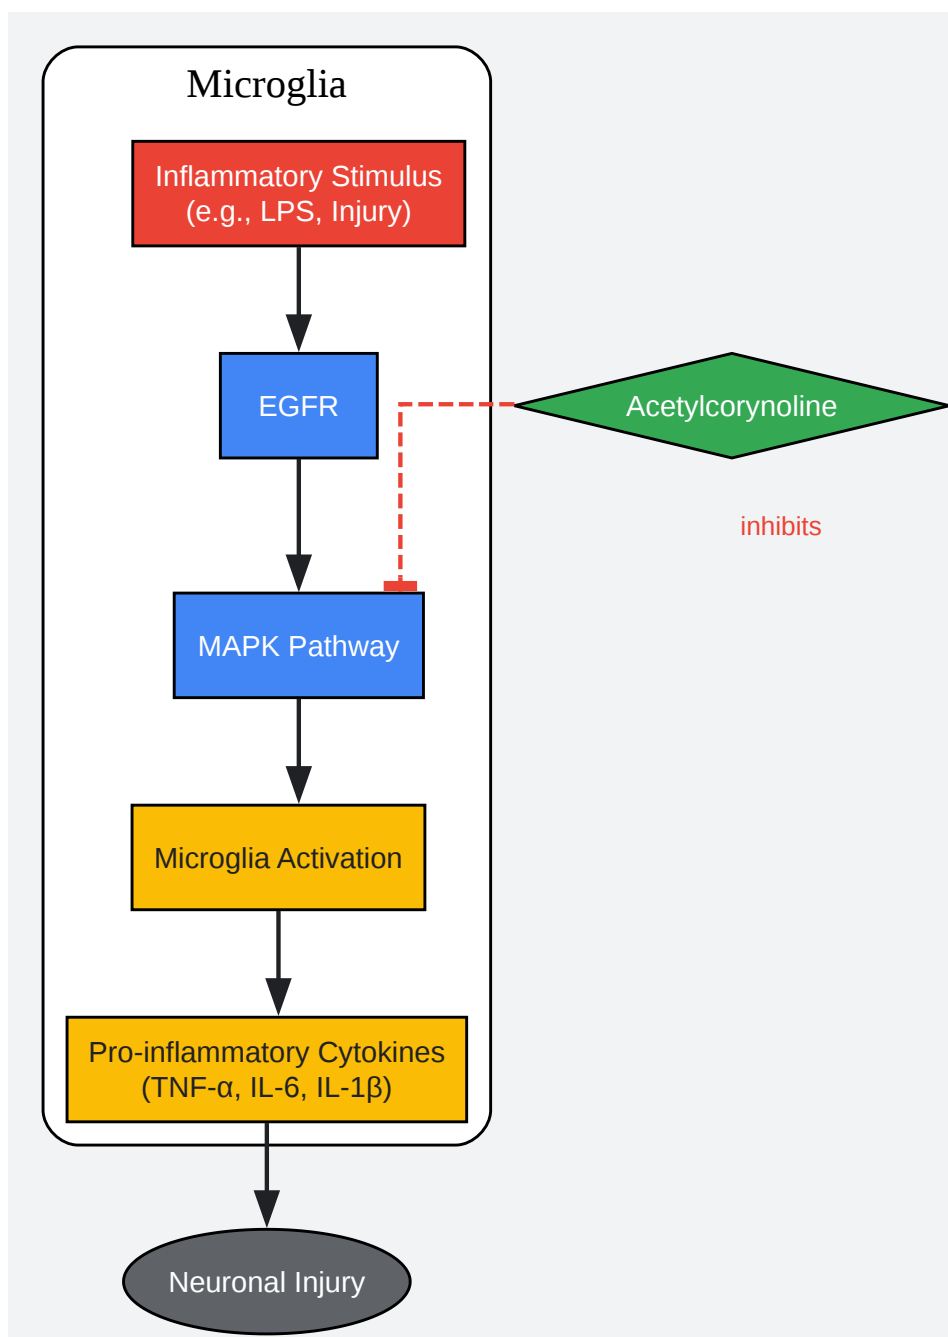 Microglia
Inflammatory Stimulus
(e.g., LPS, Injury)
EGFR
Acetylcorynoline
inhibits
MAPK Pathway
Microglia Activation
Pro-inflammatory Cytokines
(TNF-α, IL-6, IL-1β)
Neuronal Injury